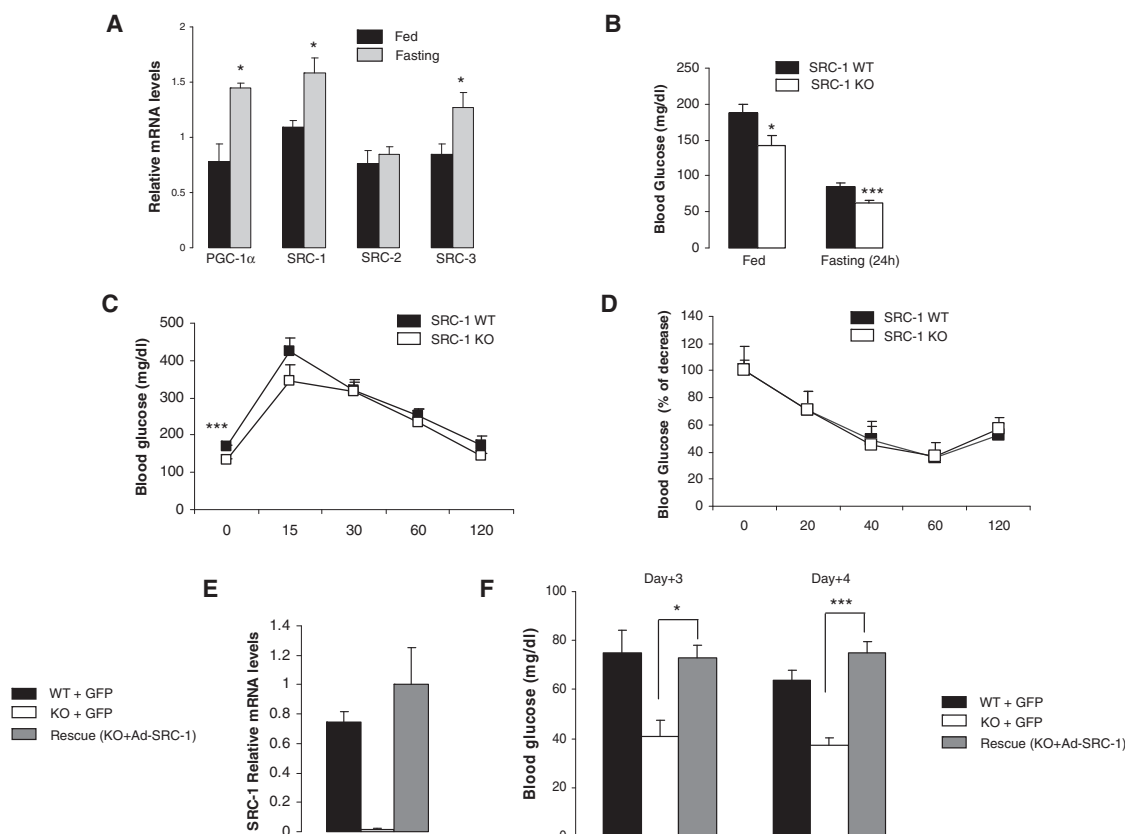 A
Relative mRNA levels
2
1.5
1
0.5
0
Fed
Fasting
*
*
*
PGC-1α SRC-1 SRC-2 SRC-3
B
Blood Glucose (mg/dl)
250
200
150
100
50
0
SRC-1 WT
SRC-1 KO
*
***
Fed Fasting (24h)
C
Blood glucose (mg/dl)
500
400
300
200
100
0
SRC-1 WT
SRC-1 KO
***
0 15 30 60 120
D
Blood Glucose (% of decrease)
140
120
100
80
60
40
20
0
SRC-1 WT
SRC-1 KO
0 20 40 60 120
E
SRC-1 Relative mRNA levels
1.4
1.2
1
0.8
0.6
0.4
0.2
0
WT + GFP
KO + GFP
Rescue (KO+Ad-SRC-1)
F
Blood glucose (mg/dl)
100
80
60
40
20
0
Day+3 Day+4
*
***
WT + GFP
KO + GFP
Rescue (KO+Ad-SRC-1)